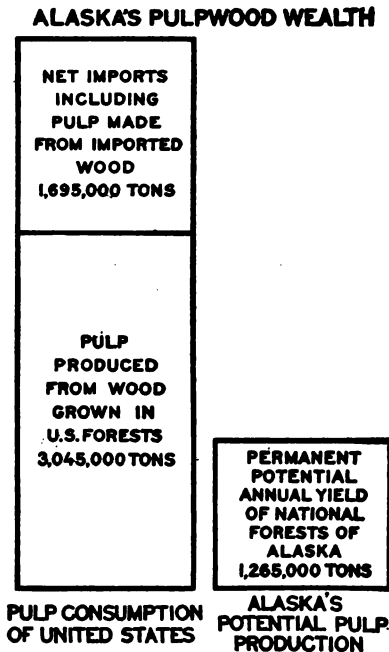 ALASKA'S PULPWOOD WEALTH
NET IMPORTS
INCLUDING
PULP MADE
FROM IMPORTED
WOOD
1,695,000 TONS
PULP
PRODUCED
FROM WOOD
GROWN IN
U.S. FORESTS
3,045,000 TONS
PERMANENT
POTENTIAL
ANNUAL YIELD
OF NATIONAL
FORESTS OF
ALASKA
1,265,000 TONS
PULP CONSUMPTION
OF UNITED STATES
ALASKA'S
POTENTIAL PULP
PRODUCTION